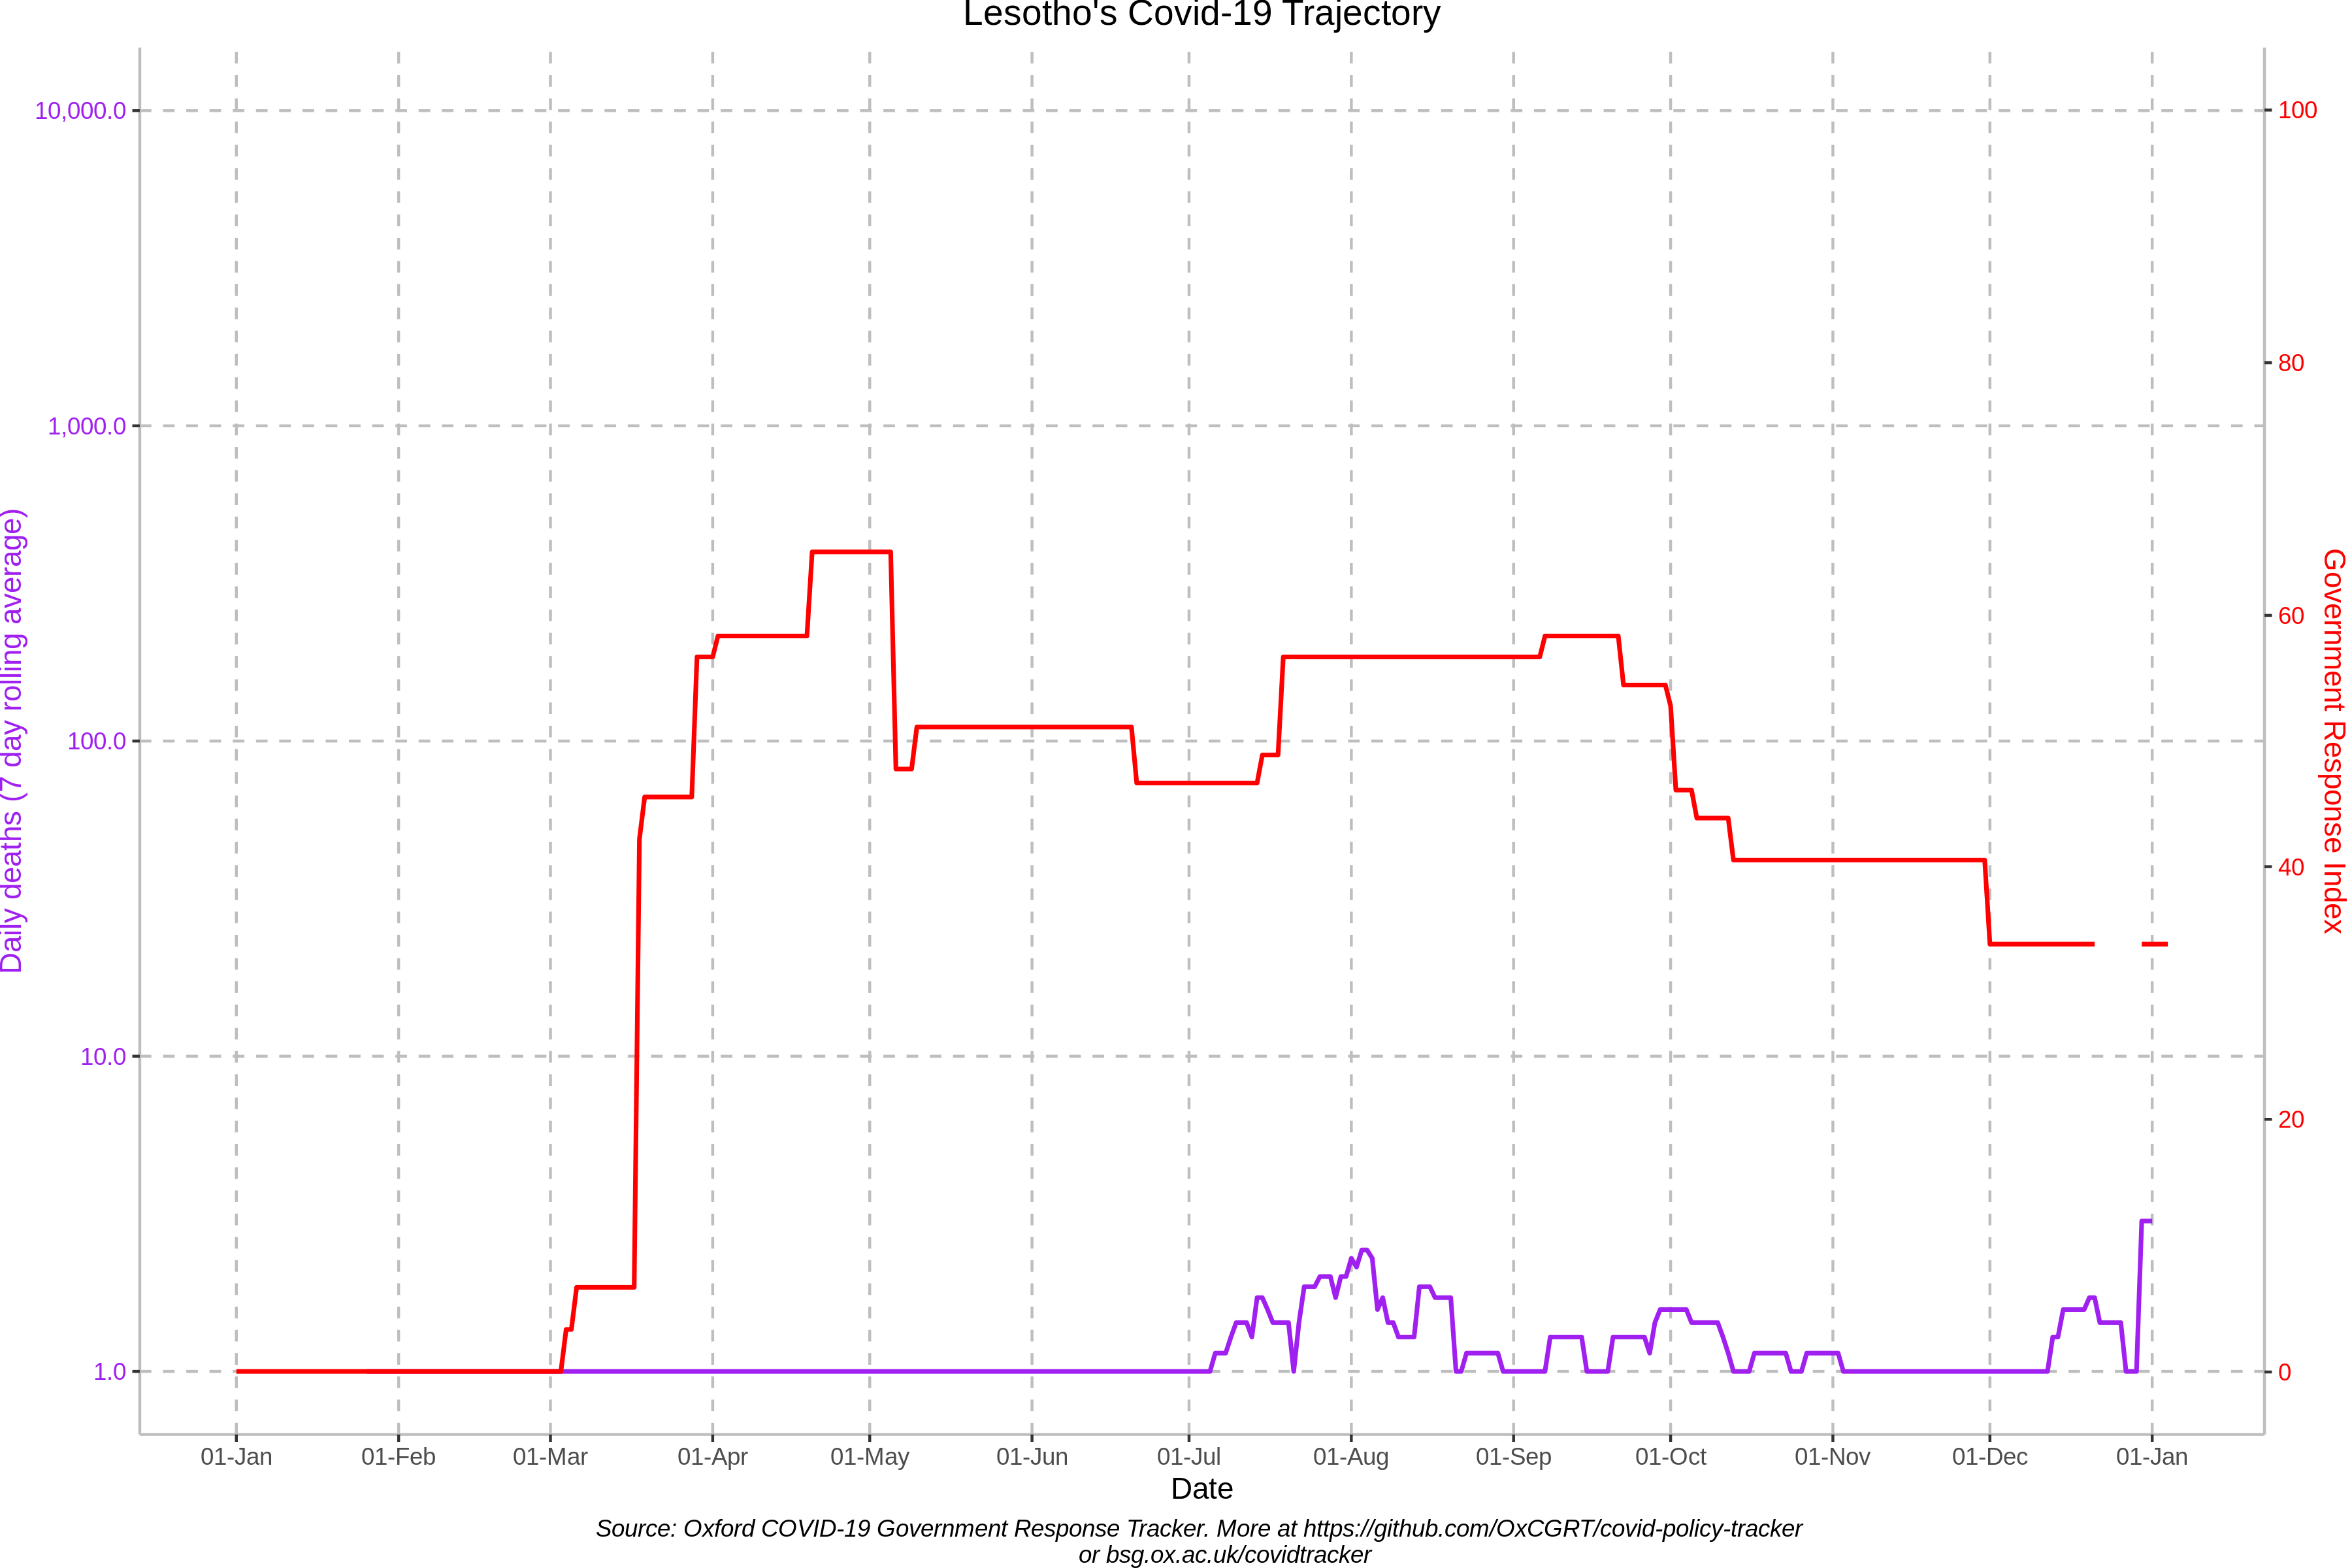 Lesotho's Covid-19 Trajectory
10,000.0
1,000.0
100.0
10.0
1.0
Daily deaths (7 day rolling average)
100
80
60
40
20
0
Government Response Index
01-Jan
01-Feb
01-Mar
01-Apr
01-May
01-Jun
01-Jul
01-Aug
01-Sep
01-Oct
01-Nov
01-Dec
01-Jan
Date
Source: Oxford COVID-19 Government Response Tracker. More at https://github.com/OxCGRT/covid-policy-tracker
or bsg.ox.ac.uk/covidtracker